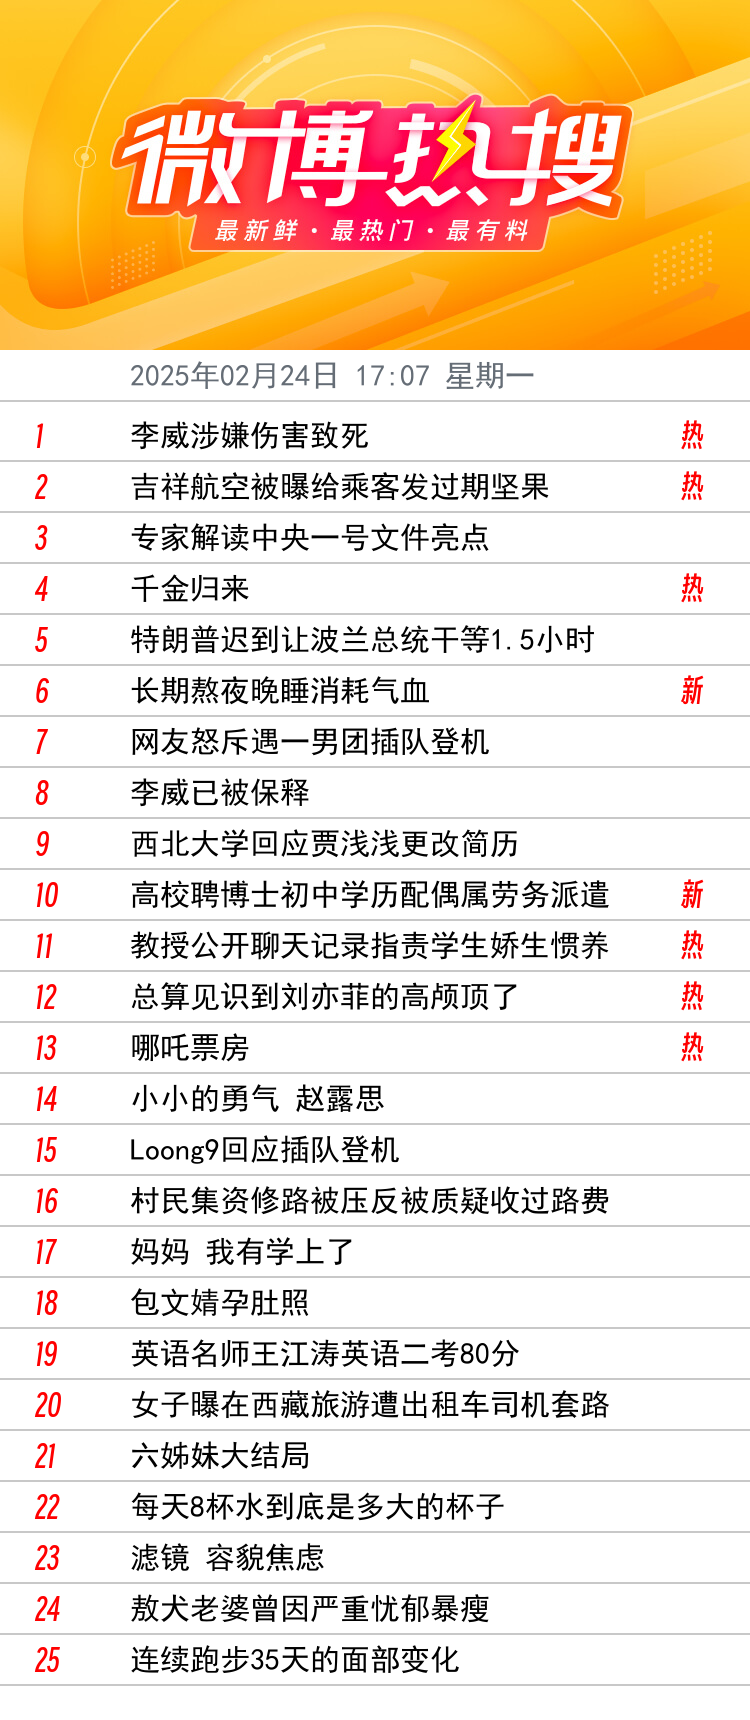 微博热搜
最新鲜·最热门·最有料
2025年02月24日 17:07 星期一
1 李威涉嫌伤害致死 热
2 吉祥航空被曝给乘客发过期坚果 热
3 专家解读中央一号文件亮点
4 千金归来 热
5 特朗普迟到让波兰总统干等1.5小时
6 长期熬夜晚睡消耗气血 新
7 网友怒斥遇一男团插队登机
8 李威已被保释
9 西北大学回应贾浅浅更改简历
10 高校聘博士初中学历配偶属劳务派遣 新
11 教授公开聊天记录指责学生娇生惯养 热
12 总算见识到刘亦菲的高颅顶了 热
13 哪吒票房 热
14 小小的勇气 赵露思
15 Loong9回应插队登机
16 村民集资修路被压反被质疑收过路费
17 妈妈 我有学上了
18 包文婧孕肚照
19 英语名师王江涛英语二考80分
20 女子曝在西藏旅游遭出租车司机套路
21 六姊妹大结局
22 每天8杯水到底是多大的杯子
23 滤镜 容貌焦虑
24 敖犬老婆曾因严重忧郁暴瘦
25 连续跑步35天的面部变化